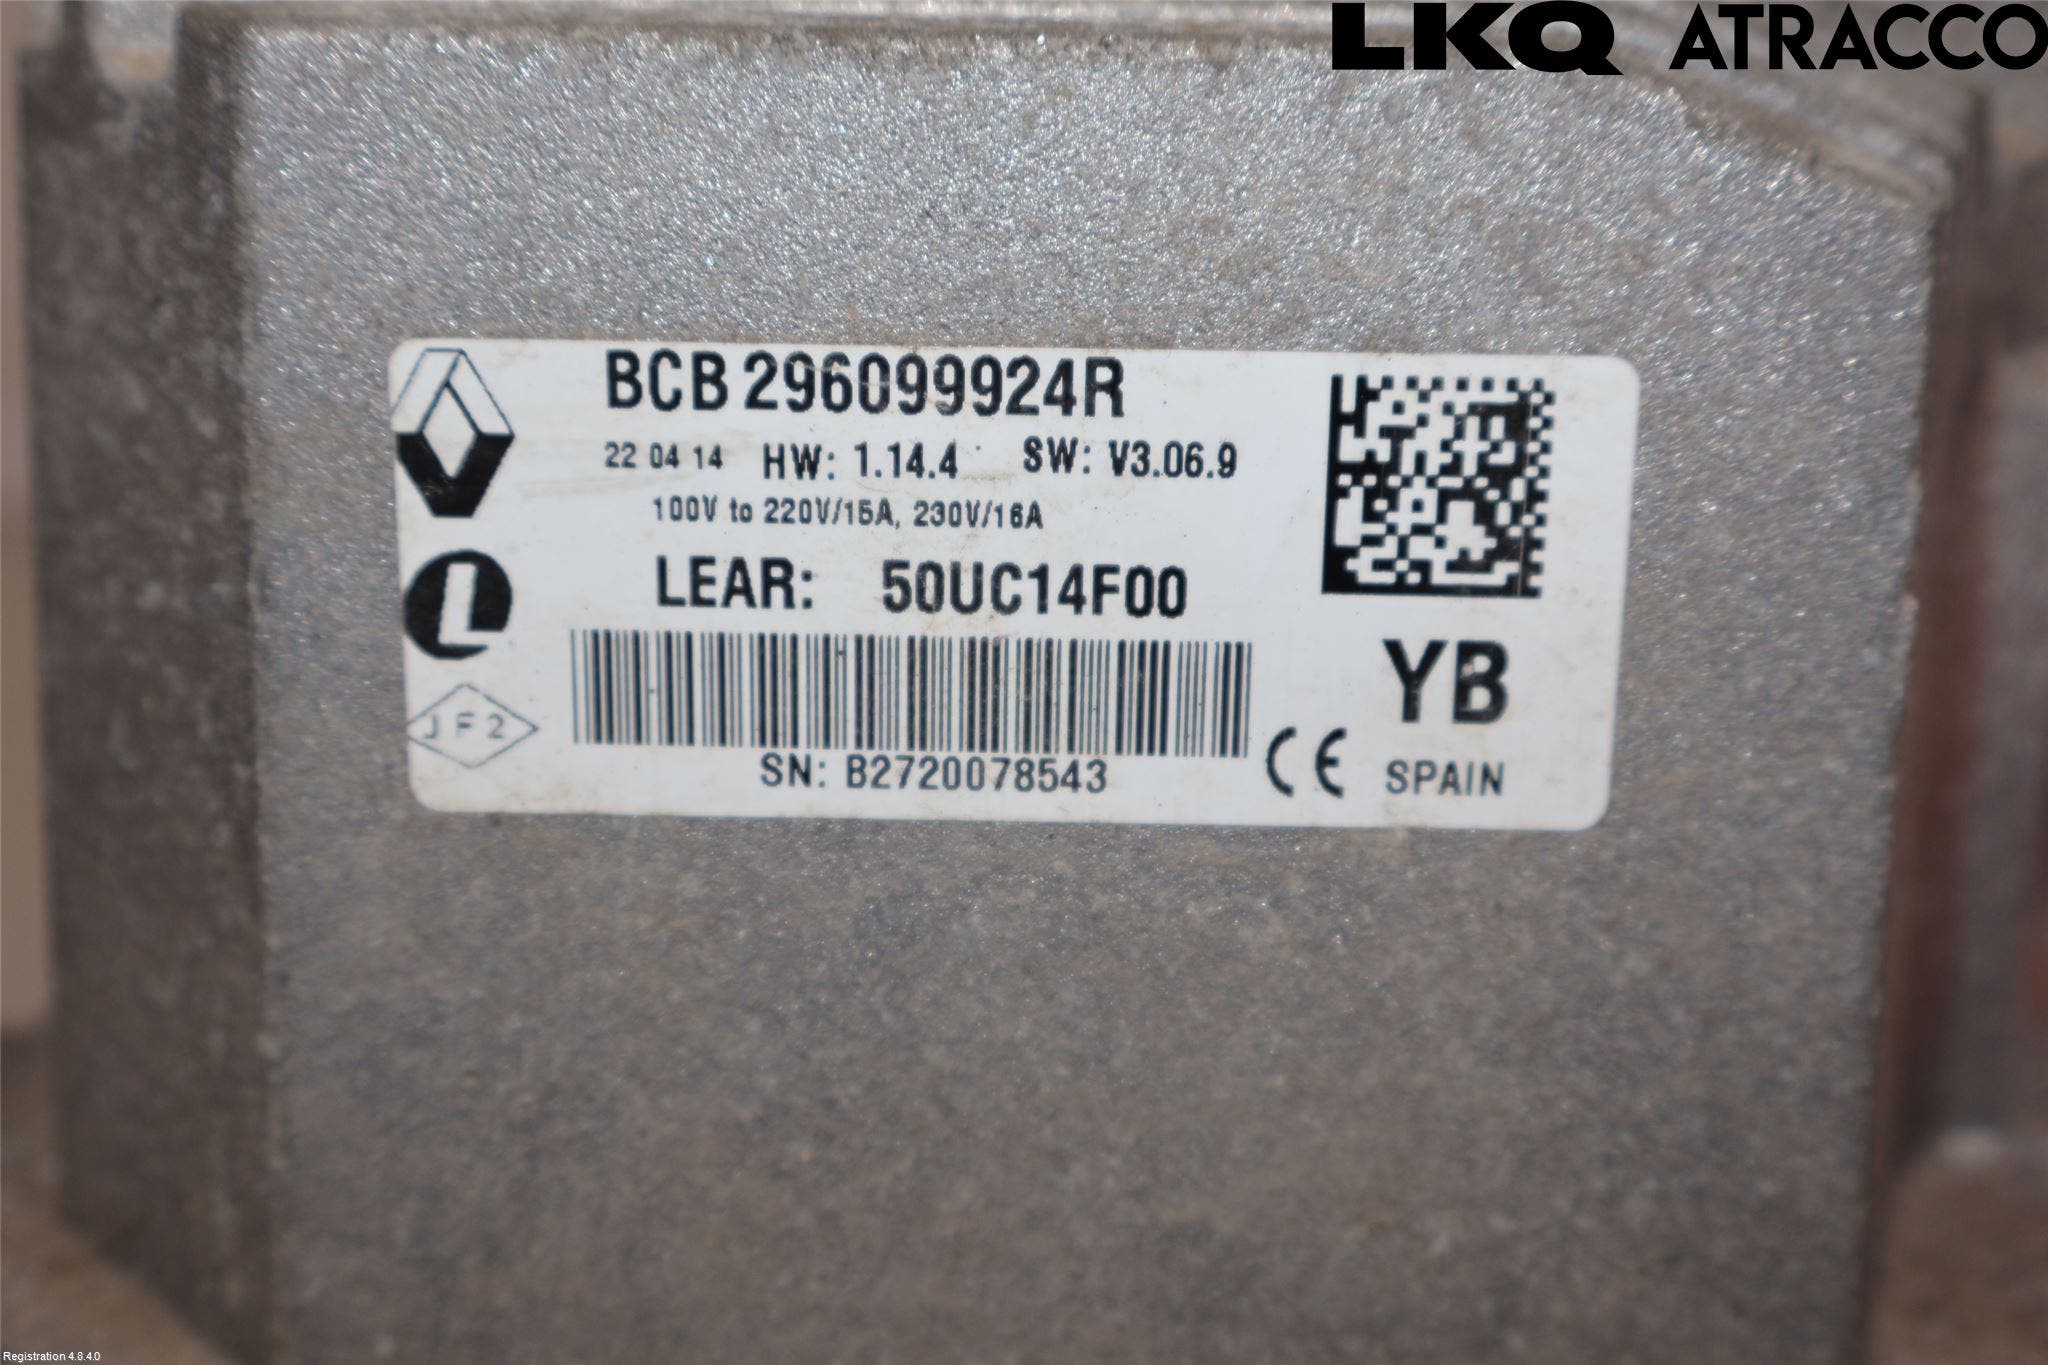 LKQ ATRACCO
BCB 296099924R
22 04 14 HW: 1.14.4 SW: V3.06.9
100V to 220V/15A, 230V/16A
LEAR: 50UC14F00
L
YB
JF2
SN: B2720078543
CE SPAIN
Registration 4.8.4.0